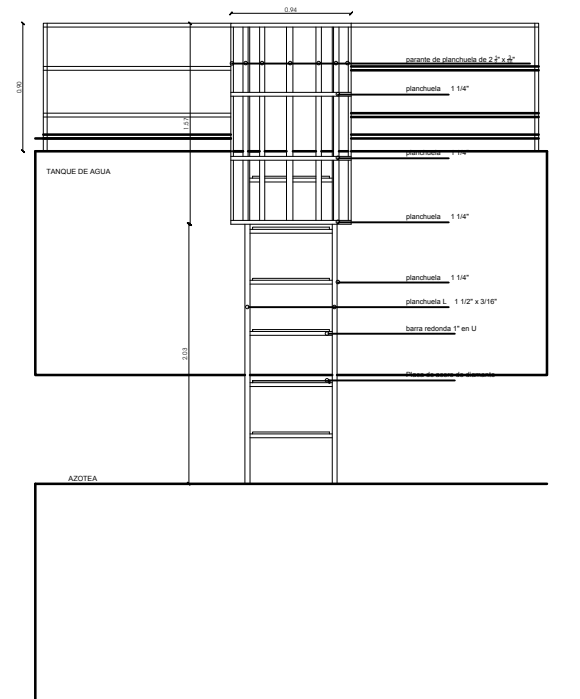 0.94
parante de planchuela de 2 1/2" x
0.90
planchuela 1 1/4"
1.57
planchuela 1 1/4"
TANQUE DE AGUA
planchuela 1 1/4"
planchuela 1 1/4"
planchuela L 1 1/2" x 3/16"
barra redonda 1" en U
2.03
Placa de acero de diamante
AZOTEA